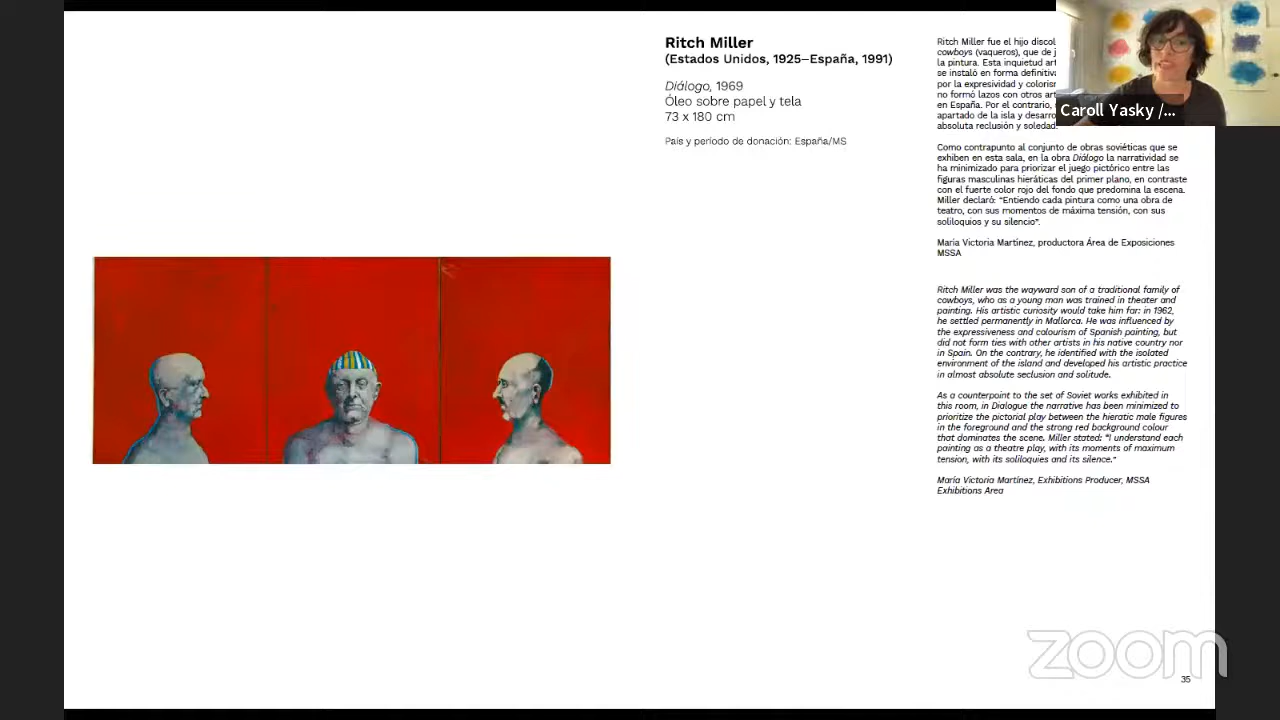 Ritch Miller
(Estados Unidos, 1925–España, 1991)
Diálogo, 1969
Óleo sobre papel y tela
73 x 180 cm
País y período de donación: España/MS
Ritch Miller fue el hijo díscol
cowboys (vaqueros), que de j
la pintura. Esta inquietud art
se instaló en forma definitiv
por la expresividad y colorism
no formó lazos con otros art
en España. Por el contrario,
apartado de la isla y desarro
absoluta reclusión y soledad.
Como contrapunto al conjunto de obras soviéticas que se
exhiben en esta sala, en la obra Diálogo la narratividad se
ha minimizado para priorizar el juego pictórico entre las
figuras masculinas hieráticas del primer plano, en contraste
con el fuerte color rojo del fondo que predomina la escena.
Miller declaró: “Entiendo cada pintura como una obra de
teatro, con sus momentos de máxima tensión, con sus
soliloquios y su silencio”.
María Victoria Martínez, productora Área de Exposiciones
MSSA
Ritch Miller was the wayward son of a traditional family of
cowboys, who as a young man was trained in theater and
painting. His artistic curiosity would take him far: in 1962,
he settled permanently in Mallorca. He was influenced by
the expressiveness and colourism of Spanish painting, but
did not form ties with other artists in his native country nor
in Spain. On the contrary, he identified with the isolated
environment of the island and developed his artistic practice
in almost absolute seclusion and solitude.
As a counterpoint to the set of Soviet works exhibited in
this room, in Dialogue the narrative has been minimized to
prioritize the pictorial play between the hieratic male figures
in the foreground and the strong red background colour
that dominates the scene. Miller stated: “I understand each
painting as a theatre play, with its moments of maximum
tension, with its soliloquies and its silence.”
María Victoria Martínez, Exhibitions Producer, MSSA
Exhibitions Area
Caroll Yasky /...
zoom
35